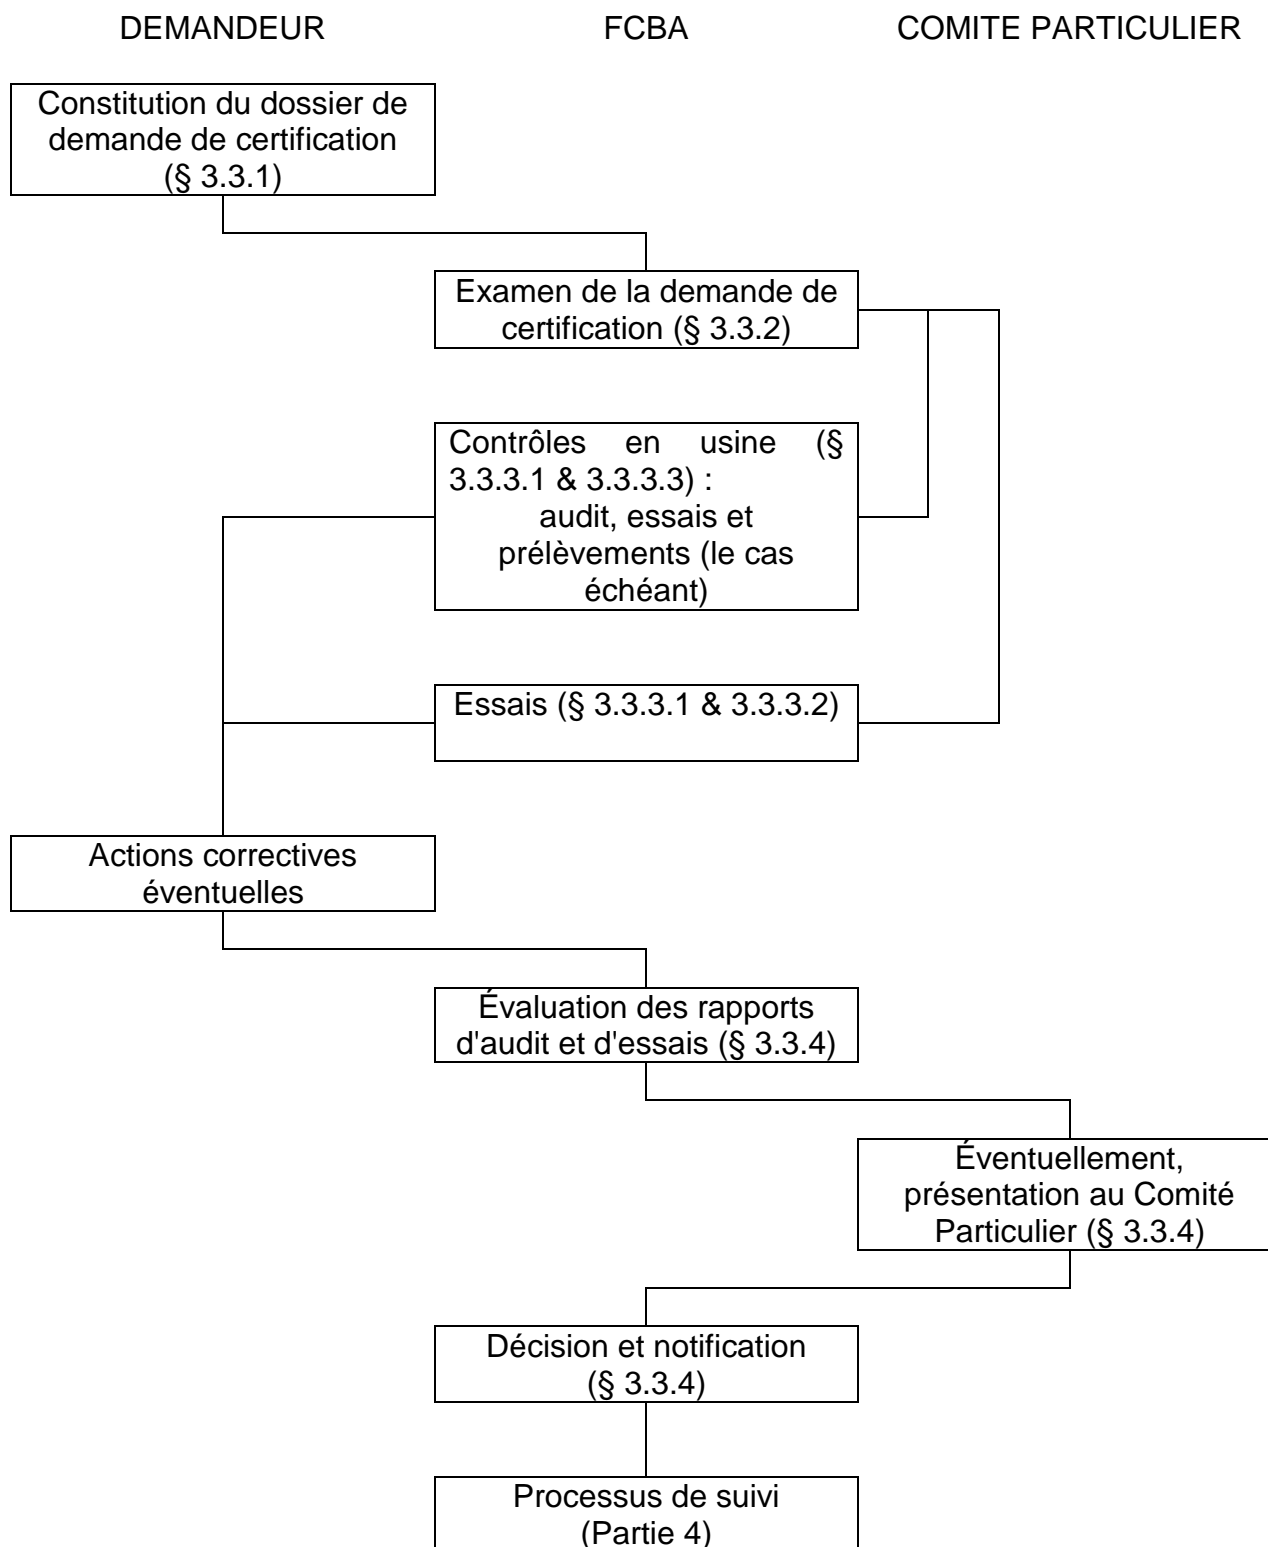 DEMANDEUR
FCBA
COMITE PARTICULIER
Constitution du dossier de
demande de certification
(§ 3.3.1)
Examen de la demande de
certification (§ 3.3.2)
Contrôles en usine (§
3.3.3.1 & 3.3.3.3) :
audit, essais et
prélèvements (le cas
échéant)
Essais (§ 3.3.3.1 & 3.3.3.2)
Actions correctives
éventuelles
Évaluation des rapports
d'audit et d'essais (§ 3.3.4)
Éventuellement,
présentation au Comité
Particulier (§ 3.3.4)
Décision et notification
(§ 3.3.4)
Processus de suivi
(Partie 4)